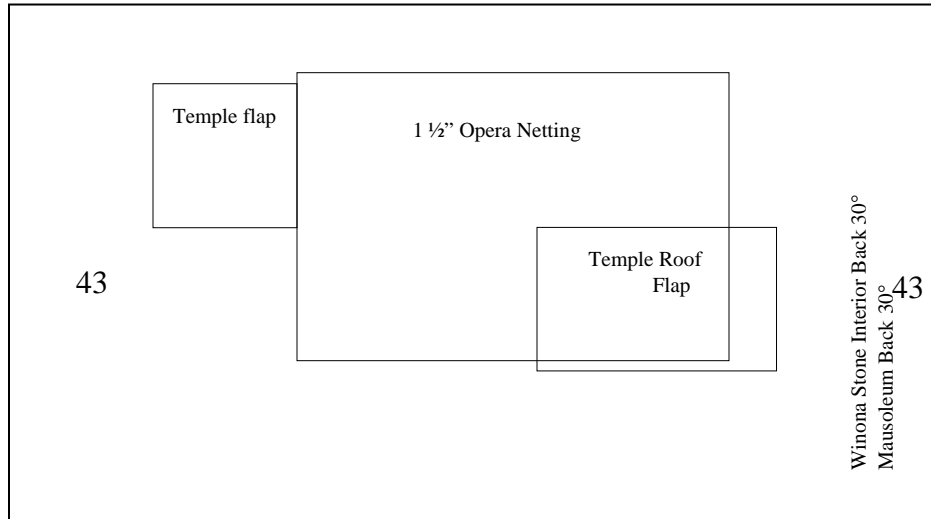 Temple flap
1 ½” Opera Netting
Temple Roof
Flap
43
43
Winona Stone Interior Back 30°
Mausoleum Back 30°